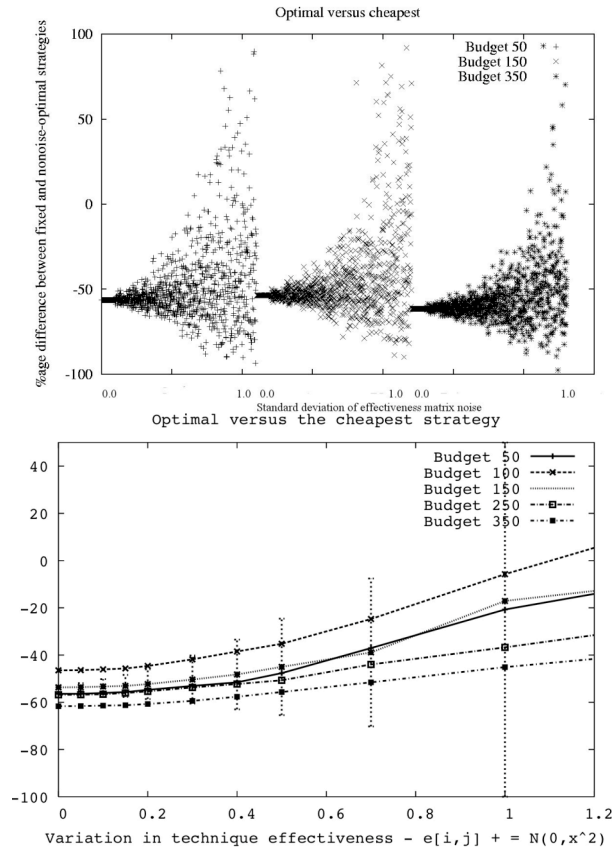 Optimal versus cheapest
%age difference between fixed and nonoise-optimal strategies
100
50
0
-50
-100
Budget 50
Budget 150
Budget 350
0.0 1.0 0.0 1.0 0.0 1.0
Standard deviation of effectiveness matrix noise
Optimal versus the cheapest strategy
40
20
0
-20
-40
-60
-80
-100
Budget 50
Budget 100
Budget 150
Budget 250
Budget 350
0 0.2 0.4 0.6 0.8 1 1.2
Variation in technique effectiveness - e[i,j] + = N(0,x^2)